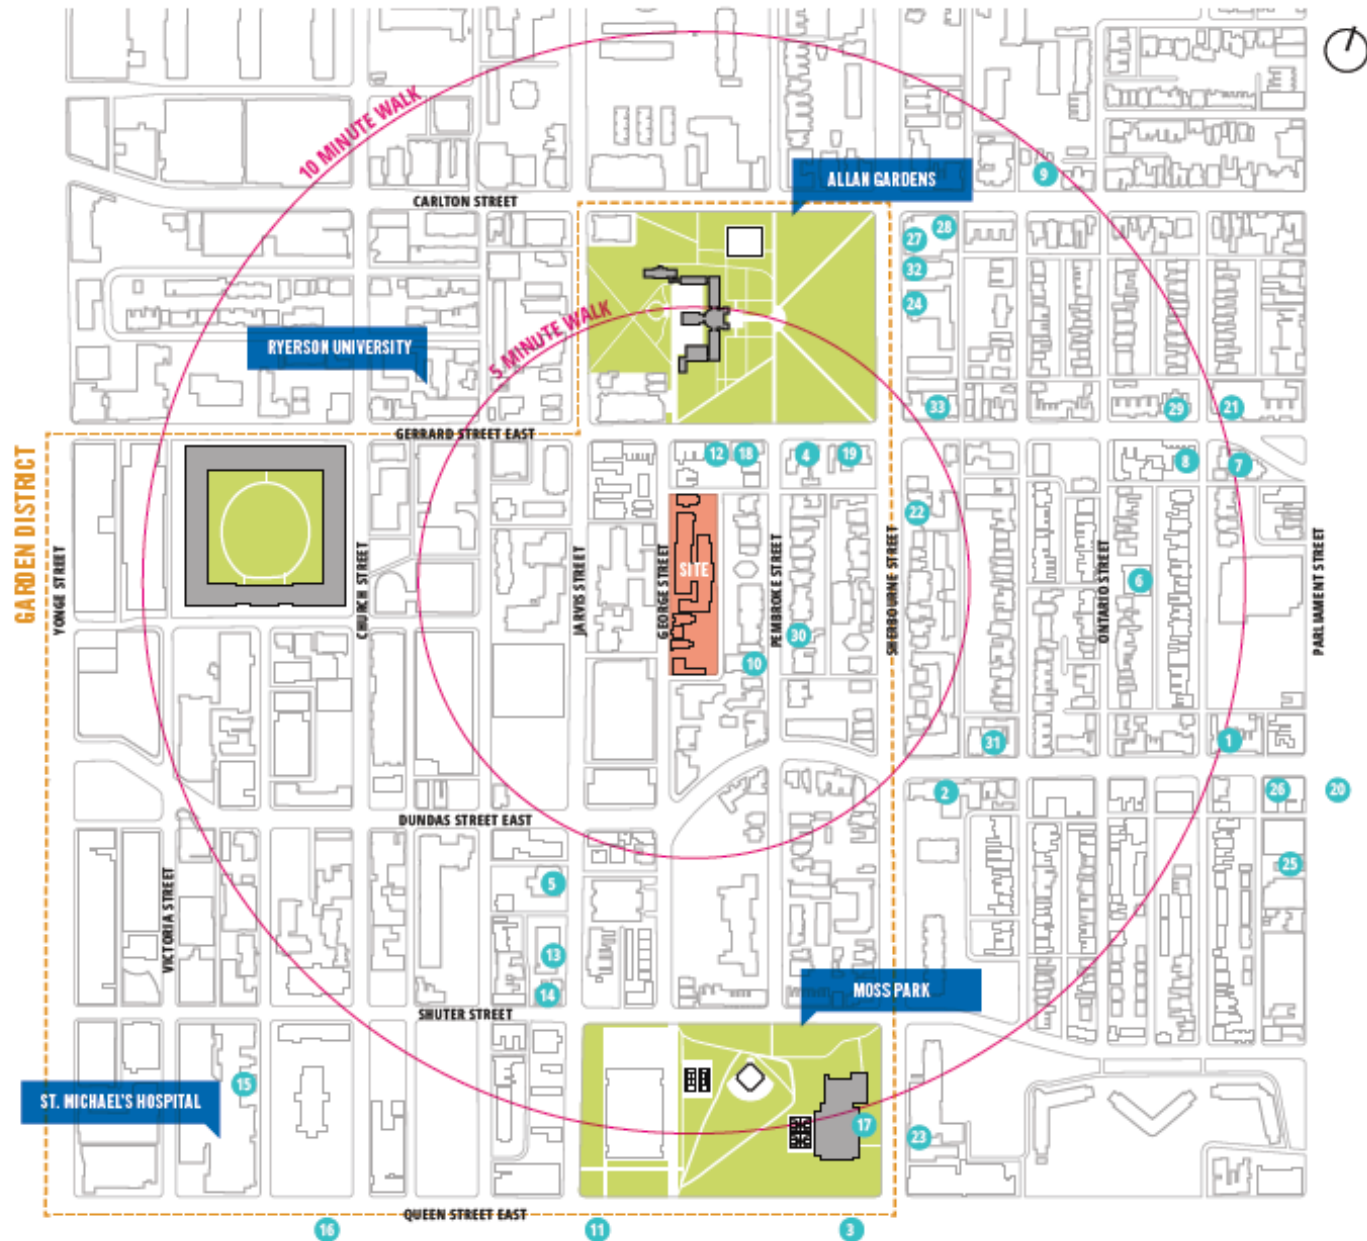 10 MINUTE WALK
9
ALLAN GARDENS
CARLTON STREET
28
27
32
24
5 MINUTE WALK
RYERSON UNIVERSITY
33
29
21
GERRARD STREET EAST
GARDEN DISTRICT
12
18
4
19
8
7
22
SITE
YONGE STREET
CHURCH STREET
JARVIS STREET
GEORGE STREET
PEMBROKE STREET
SHERBOURNE STREET
ONTARIO STREET
PARLIAMENT STREET
6
30
10
31
1
2
26
20
DUNDAS STREET EAST
25
5
VICTORIA STREET
13
14
MOSS PARK
SHUTER STREET
15
ST. MICHAEL'S HOSPITAL
17
23
QUEEN STREET EAST
16
11
3